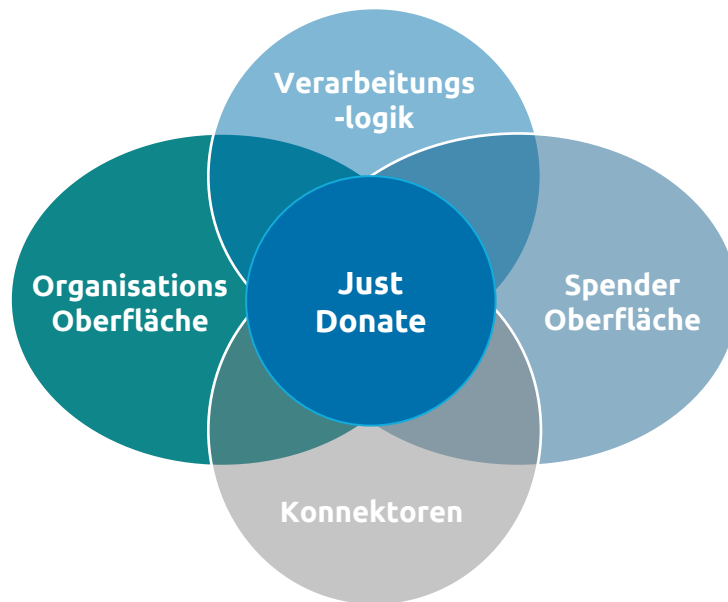 Verarbeitungs
-logik
Organisations
Oberfläche
Just
Donate
Spender
Oberfläche
Konnektoren